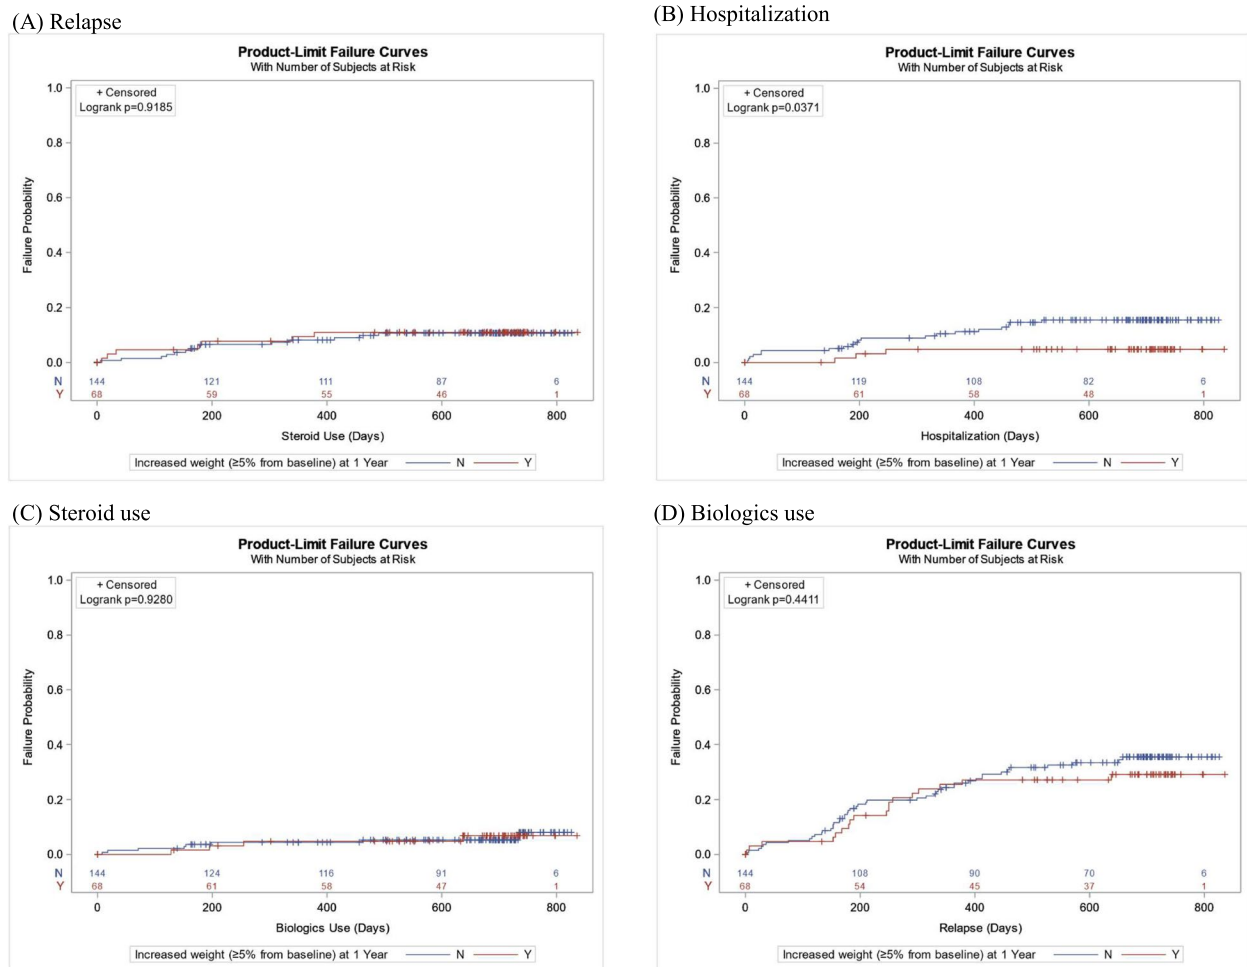 (A) Relapse
Product-Limit Failure Curves
With Number of Subjects at Risk
+ Censored
Logrank p=0.9185
Failure Probability
1.0
0.8
0.6
0.4
0.2
0.0
N 144 121 111 87 6
Y 68 59 55 46 1
0 200 400 600 800
Steroid Use (Days)
Increased weight (≥5% from baseline) at 1 Year N Y
(B) Hospitalization
Product-Limit Failure Curves
With Number of Subjects at Risk
+ Censored
Logrank p=0.0371
Failure Probability
1.0
0.8
0.6
0.4
0.2
0.0
N 144 119 108 82 6
Y 68 61 58 48 1
0 200 400 600 800
Hospitalization (Days)
Increased weight (≥5% from baseline) at 1 Year N Y
(C) Steroid use
Product-Limit Failure Curves
With Number of Subjects at Risk
+ Censored
Logrank p=0.9280
Failure Probability
1.0
0.8
0.6
0.4
0.2
0.0
N 144 124 116 91 6
Y 68 61 58 47 1
0 200 400 600 800
Biologics Use (Days)
Increased weight (≥5% from baseline) at 1 Year N Y
(D) Biologics use
Product-Limit Failure Curves
With Number of Subjects at Risk
+ Censored
Logrank p=0.4411
Failure Probability
1.0
0.8
0.6
0.4
0.2
0.0
N 144 108 90 70 6
Y 68 54 45 37 1
0 200 400 600 800
Relapse (Days)
Increased weight (≥5% from baseline) at 1 Year N Y